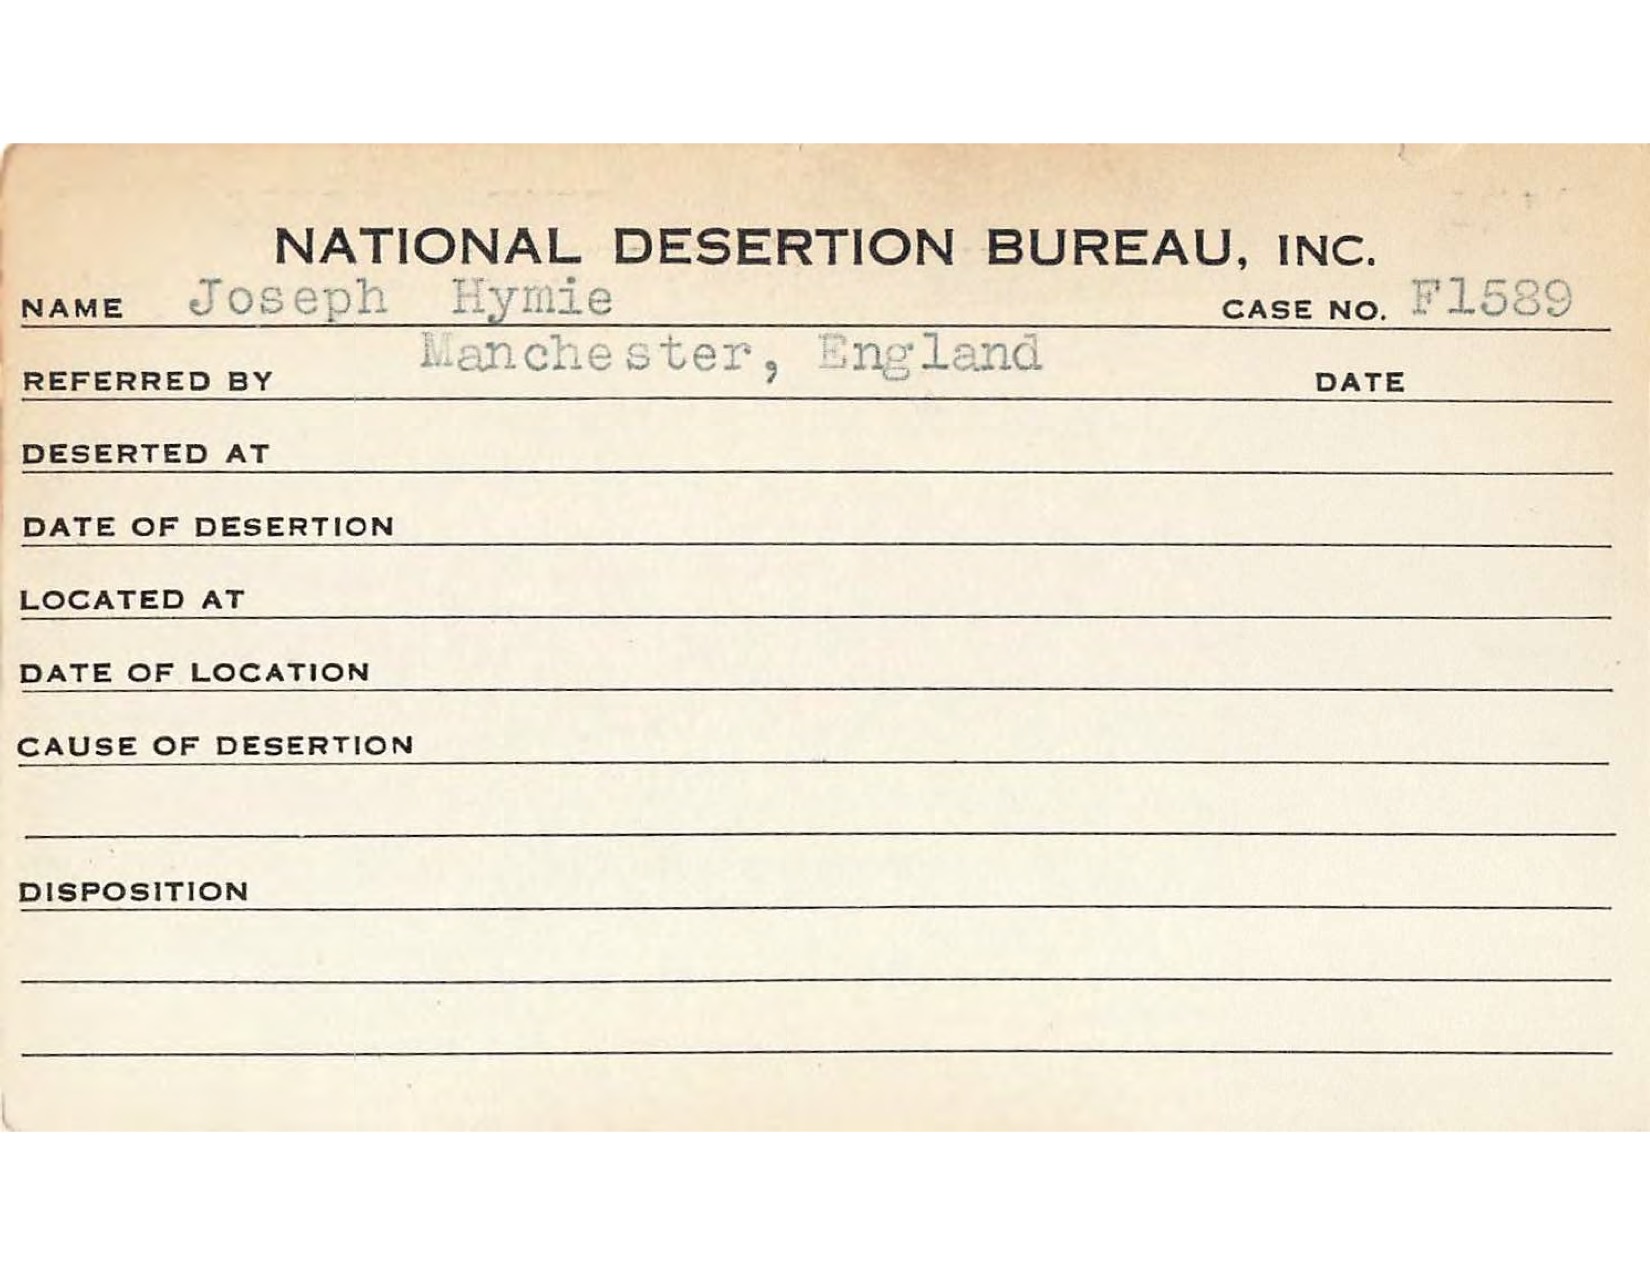 NATIONAL DESERTION BUREAU, INC.
NAME Joseph Hymie CASE NO. F1589
REFERRED BY Manchester, England DATE
DESERTED AT
DATE OF DESERTION
LOCATED AT
DATE OF LOCATION
CAUSE OF DESERTION
DISPOSITION